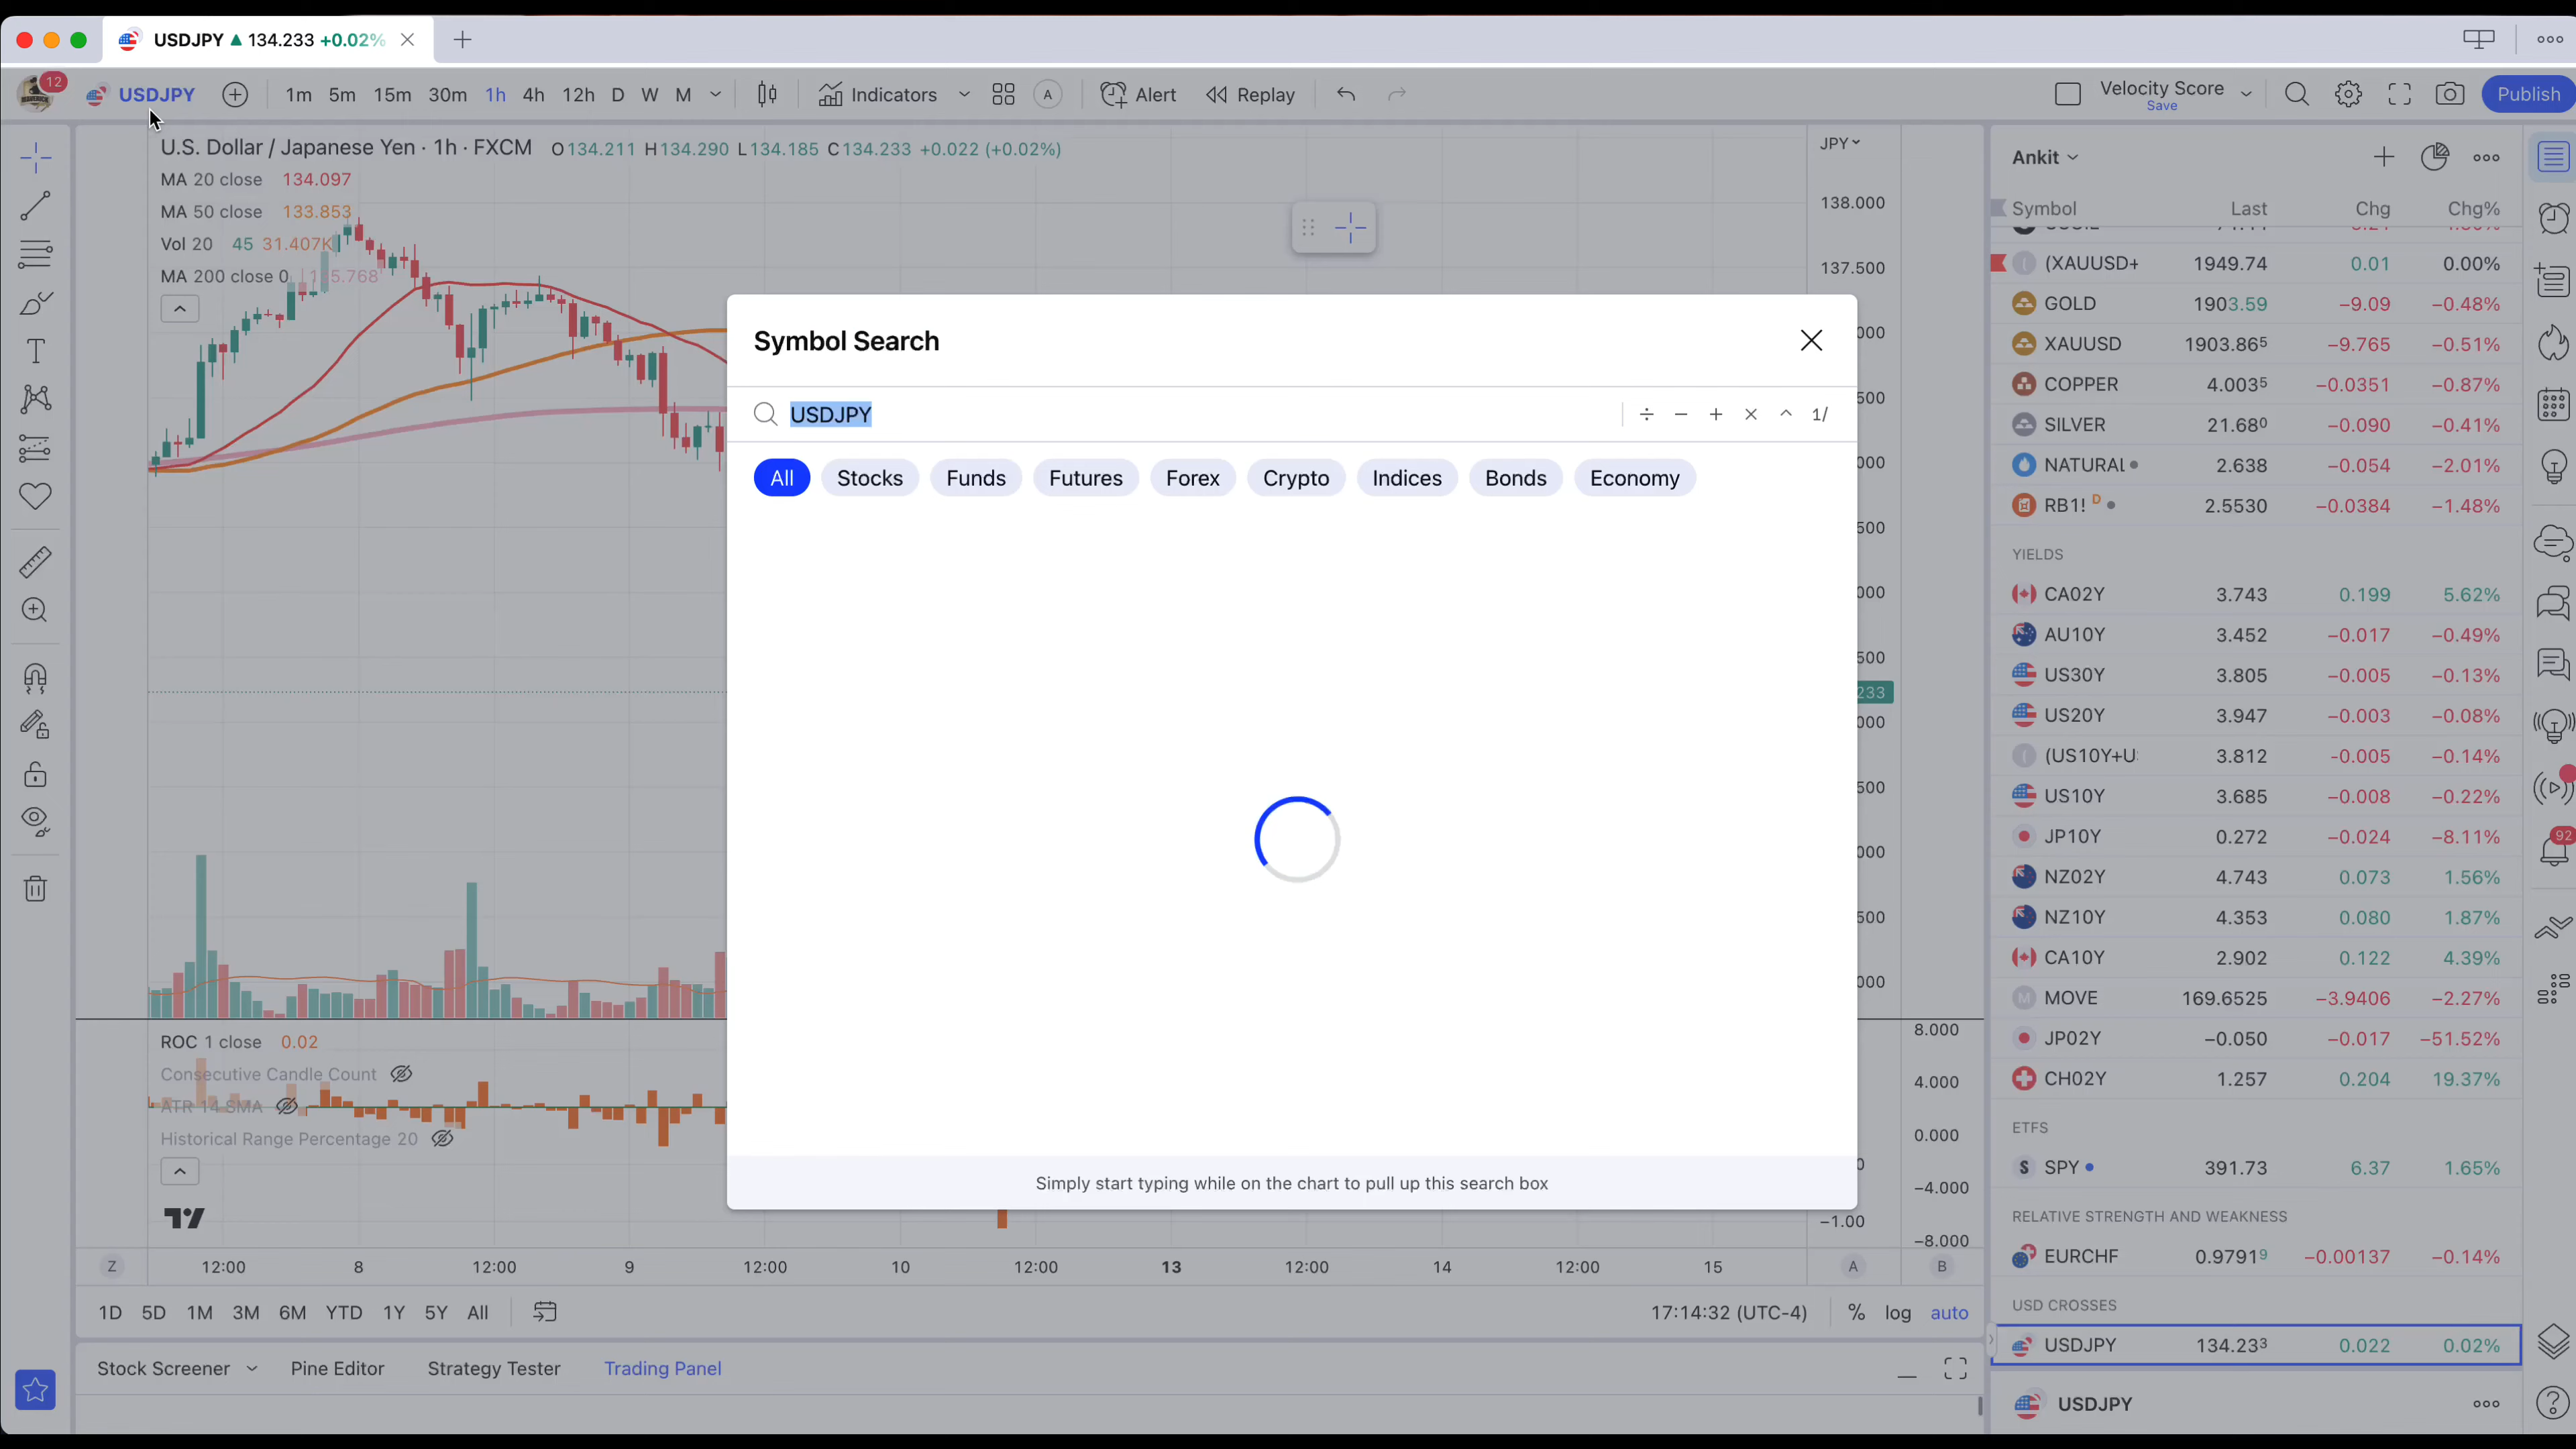 USDJPY ▲ 134.233 +0.02%
12 USDJPY 1m 5m 15m 30m 1h 4h 12h D W M Indicators A Alert Replay Velocity Score Save Publish
U.S. Dollar / Japanese Yen · 1h · FXCM O134.211 H134.290 L134.185 C134.233 +0.022 (+0.02%)
MA 20 close 134.097
MA 50 close 133.853
Vol 20 45 31.407K
MA 200 close 0
JPY
138.000
137.500
Symbol Search
USDJPY ÷ − + × ^ 1/
All Stocks Funds Futures Forex Crypto Indices Bonds Economy
Simply start typing while on the chart to pull up this search box
233
ROC 1 close 0.02
Consecutive Candle Count
ATR 14 SMA
Historical Range Percentage 20
8.000
4.000
0.000
−4.000
−1.00
−8.000
Z 12:00 8 12:00 9 12:00 10 12:00 13 12:00 14 12:00 15 A B
1D 5D 1M 3M 6M YTD 1Y 5Y All 17:14:32 (UTC-4) % log auto
Stock Screener Pine Editor Strategy Tester Trading Panel
Ankit
Symbol Last Chg Chg%
(XAUUSD+ 1949.74 0.01 0.00%
GOLD 1903.59 −9.09 −0.48%
XAUUSD 1903.865 −9.765 −0.51%
COPPER 4.0035 −0.0351 −0.87%
SILVER 21.680 −0.090 −0.41%
NATURAL 2.638 −0.054 −2.01%
RB1! D 2.5530 −0.0384 −1.48%
YIELDS
CA02Y 3.743 0.199 5.62%
AU10Y 3.452 −0.017 −0.49%
US30Y 3.805 −0.005 −0.13%
US20Y 3.947 −0.003 −0.08%
(US10Y+U 3.812 -0.005 −0.14%
US10Y 3.685 −0.008 −0.22%
JP10Y 0.272 −0.024 −8.11%
NZ02Y 4.743 0.073 1.56%
NZ10Y 4.353 0.080 1.87%
CA10Y 2.902 0.122 4.39%
M MOVE 169.6525 −3.9406 −2.27%
JP02Y −0.050 −0.017 −51.52%
CH02Y 1.257 0.204 19.37%
ETFS
S SPY 391.73 6.37 1.65%
RELATIVE STRENGTH AND WEAKNESS
EURCHF 0.97919 −0.00137 −0.14%
USD CROSSES
USDJPY 134.233 0.022 0.02%
USDJPY
92